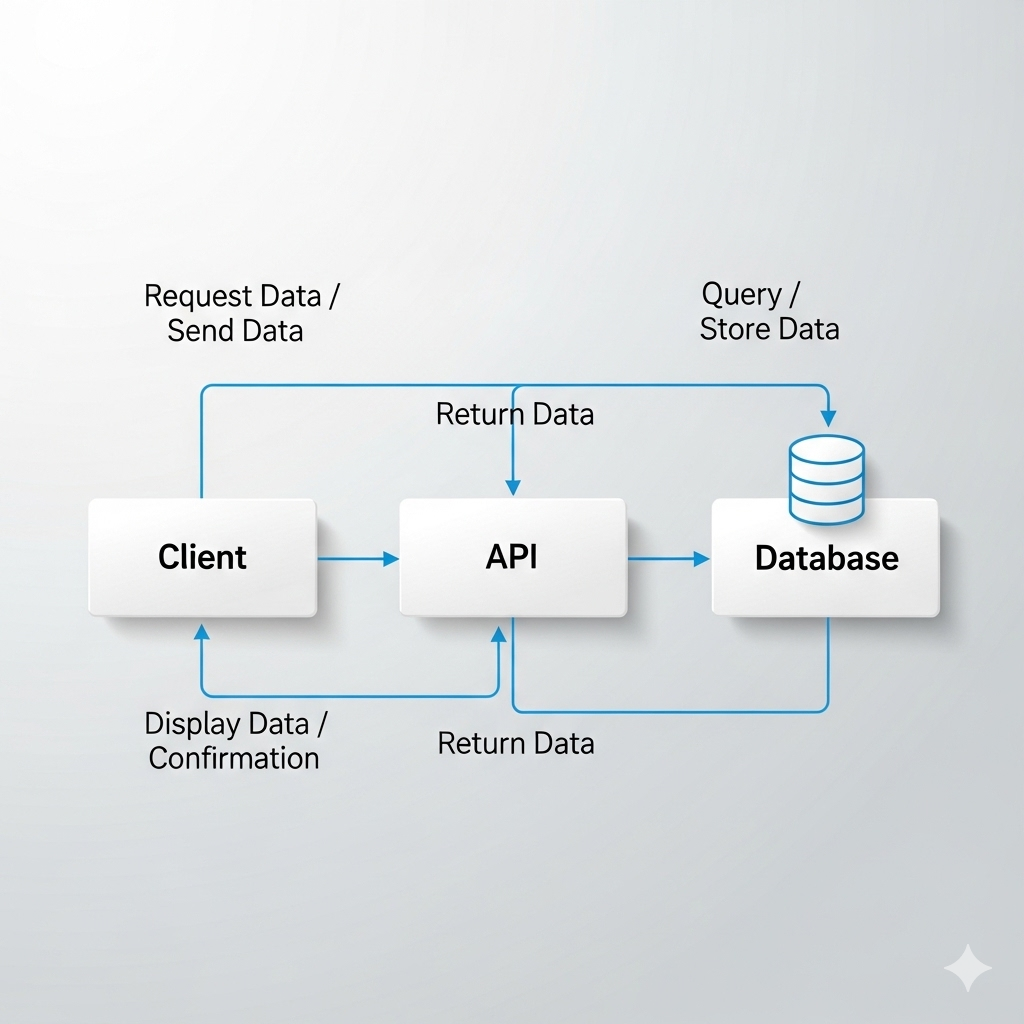 Request Data /
Send Data
Query /
Store Data
Return Data
Client
API
Database
Display Data /
Confirmation
Return Data